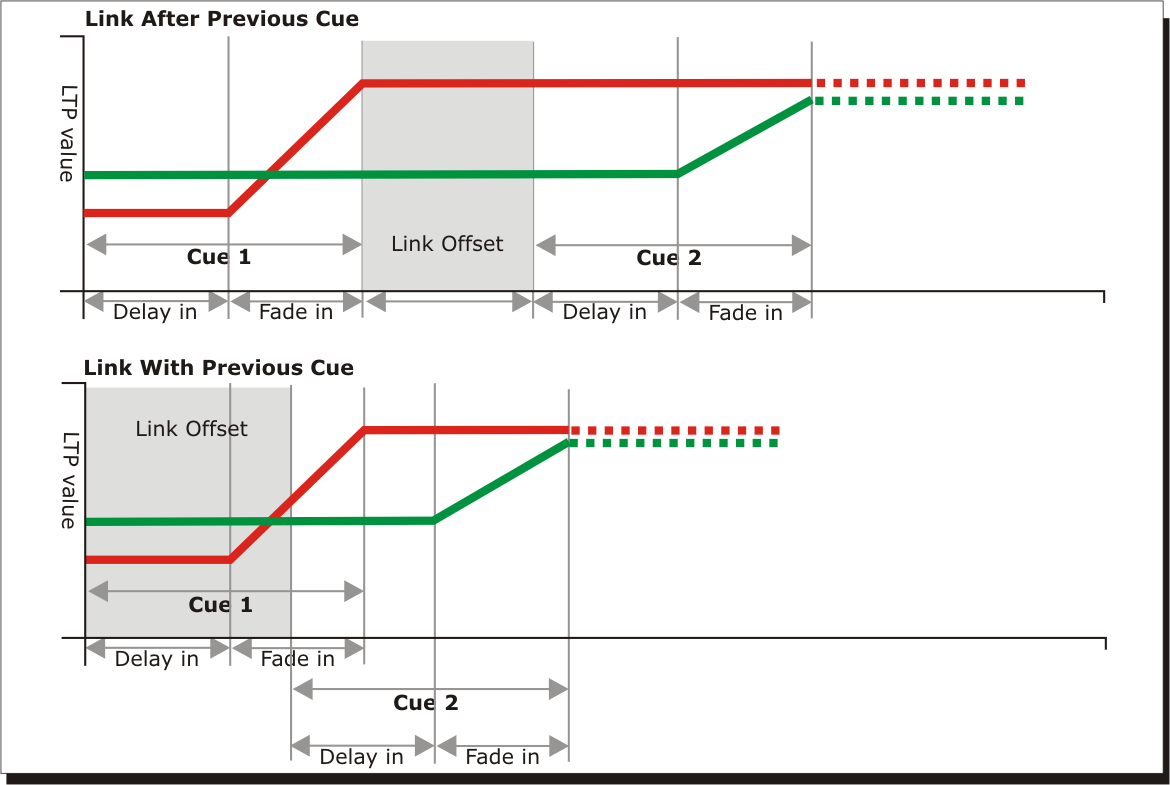 Link After Previous Cue
LTP value
Link Offset
Cue 1
Cue 2
Delay in
Fade in
Delay in
Fade in
Link With Previous Cue
LTP value
Link Offset
Cue 1
Delay in
Fade in
Cue 2
Delay in
Fade in